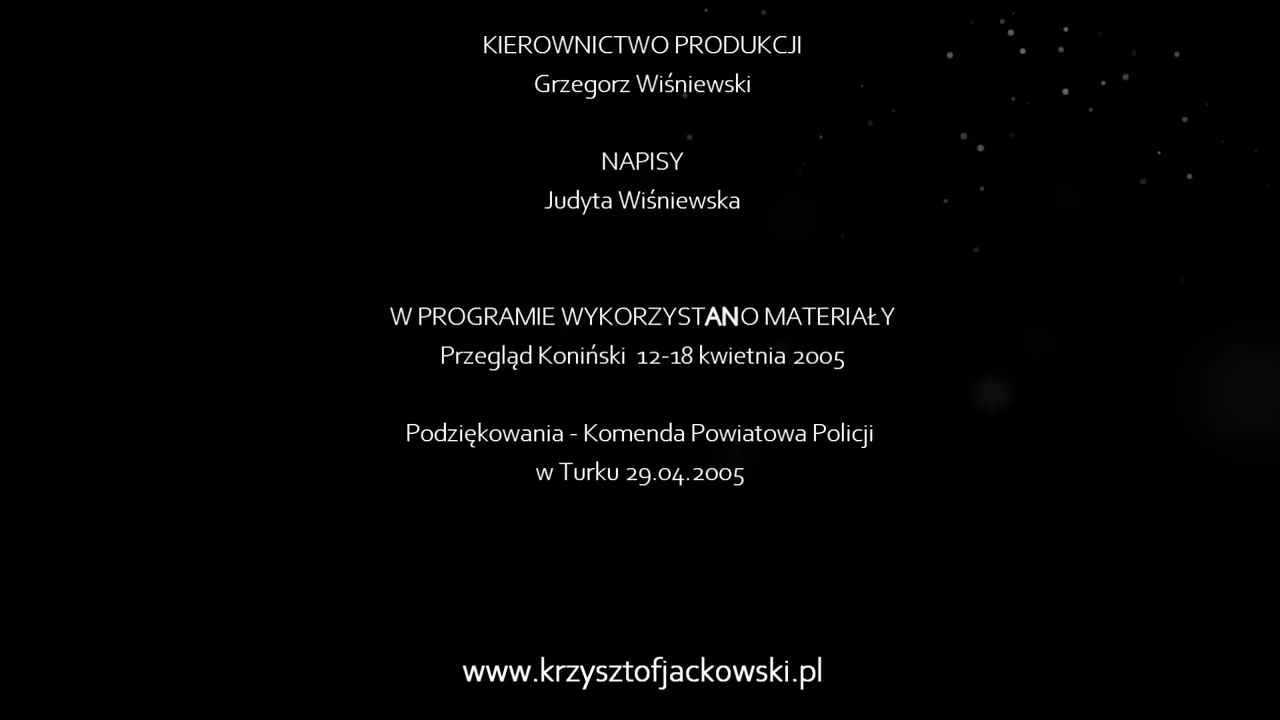 KIEROWNICTWO PRODUKCJI
Grzegorz Wiśniewski
NAPISY
Judyta Wiśniewska
W PROGRAMIE WYKORZYSTANO MATERIAŁY
Przegląd Koniński 12-18 kwietnia 2005
Podziękowania - Komenda Powiatowa Policji
w Turku 29.04.2005
www.krzysztofjackowski.pl